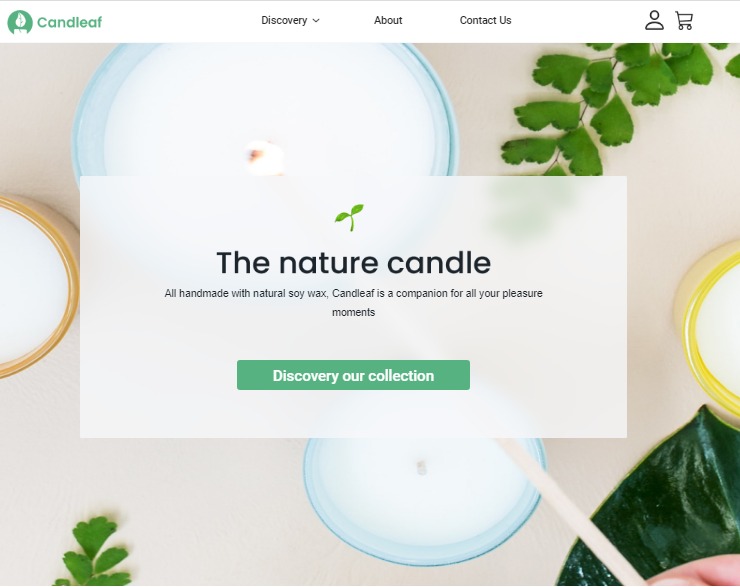 Candleaf
Discovery
About
Contact Us
The nature candle
All handmade with natural soy wax, Candleaf is a companion for all your pleasure
moments
Discovery our collection